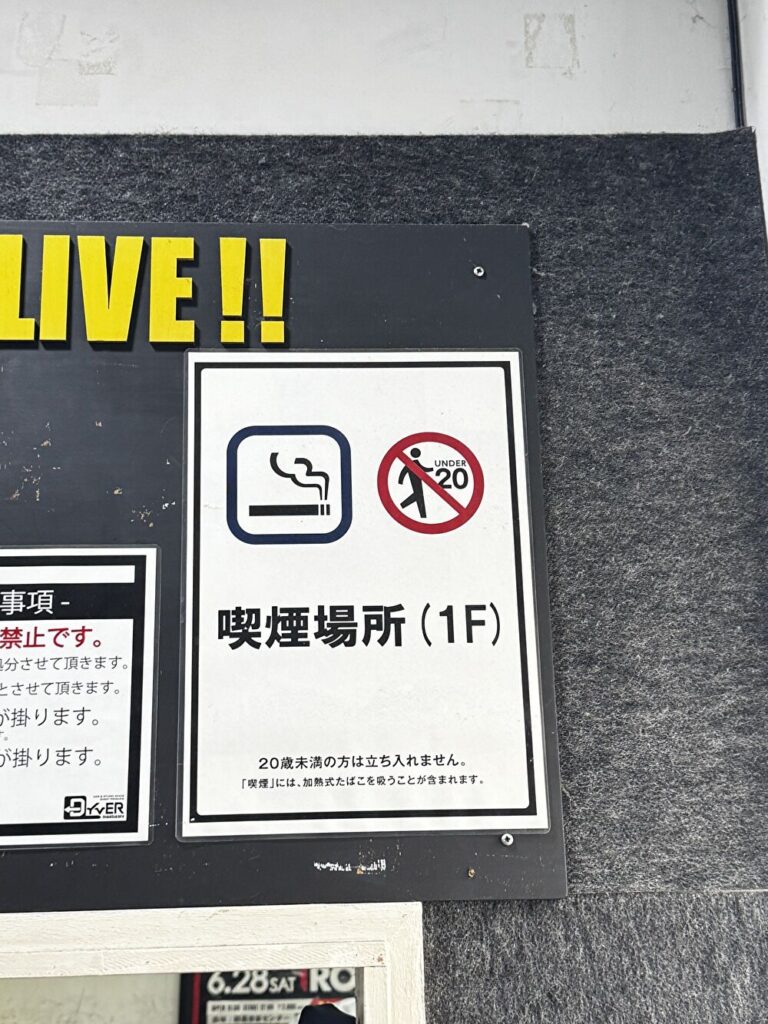 LIVE!!
UNDER
20
喫煙場所(1F)
20歳未満の方は立ち入れません。
「喫煙」には、加熱式たばこを吸うことが含まれます。
事項-
禁止です。
処分させて頂きます。
とさせて頂きます。
が掛ります。
す。
が掛ります。
6.28SAT RO